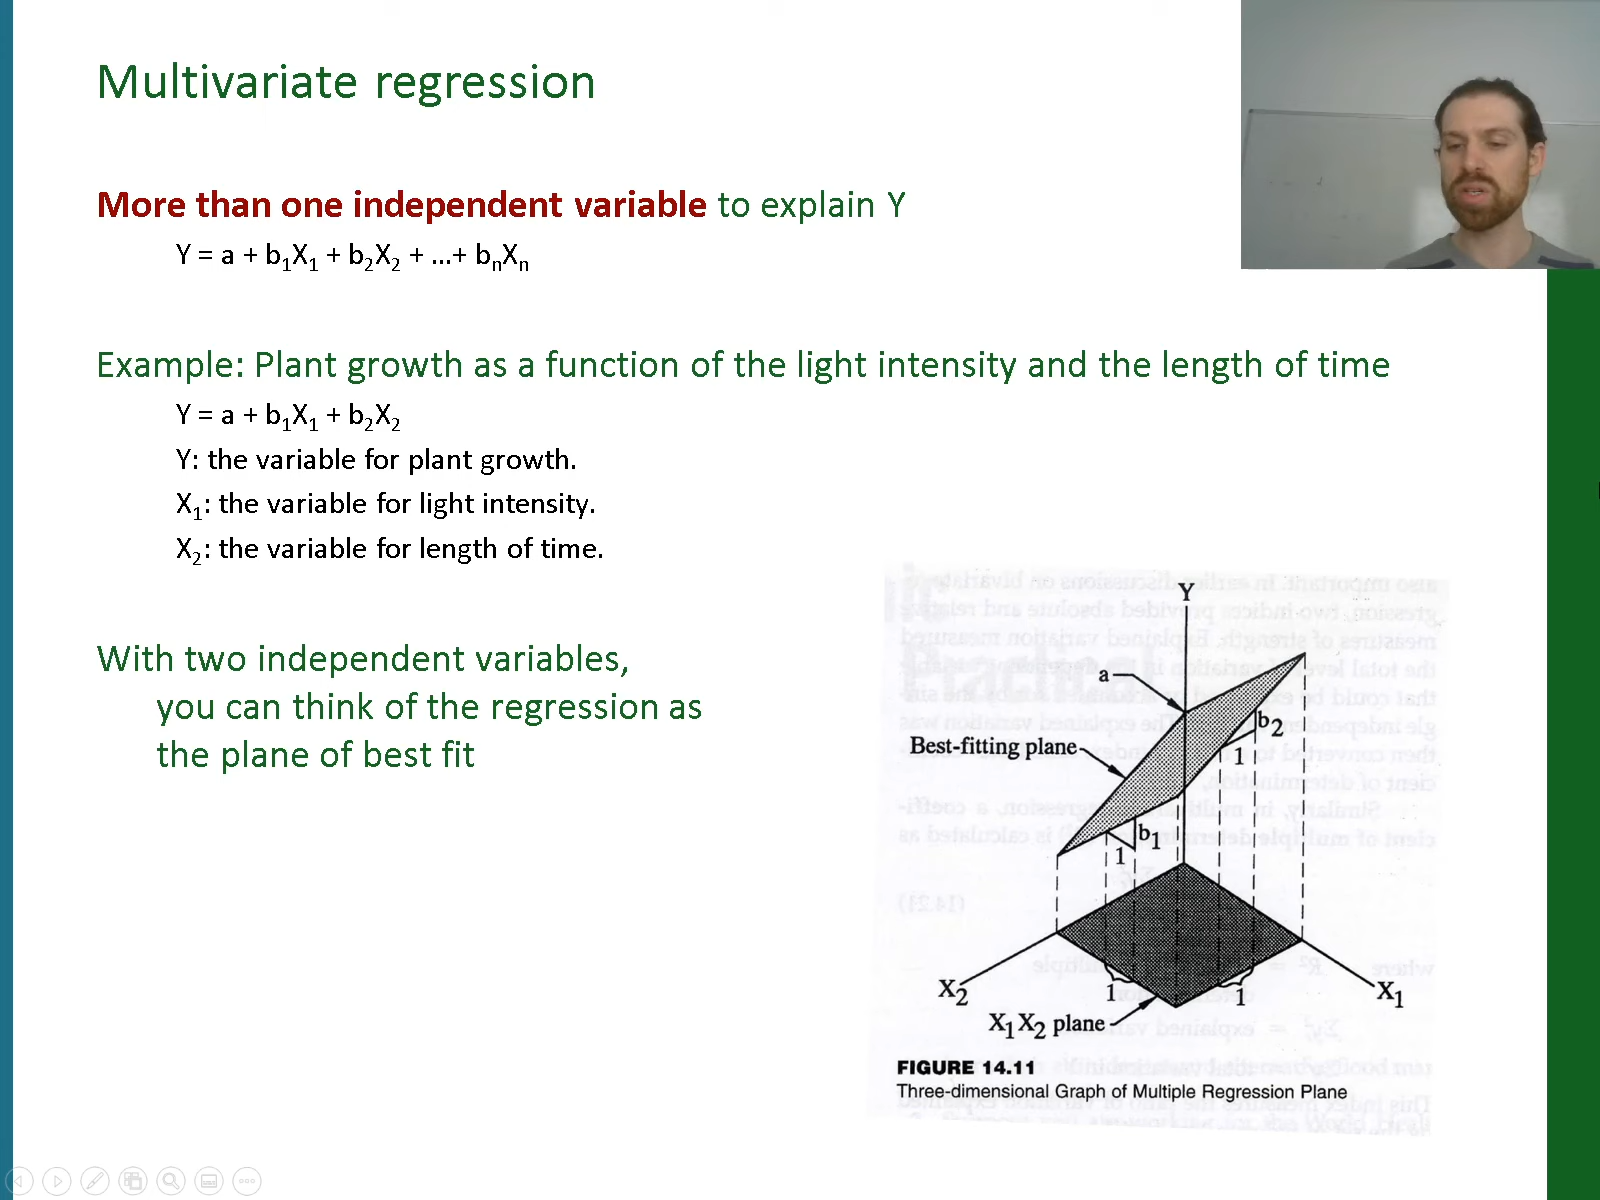 Multivariate regression
More than one independent variable to explain Y
Y = a + b₁X₁ + b₂X₂ + …+ bₙXₙ
Example: Plant growth as a function of the light intensity and the length of time
Y = a + b₁X₁ + b₂X₂
Y: the variable for plant growth.
X₁: the variable for light intensity.
X₂: the variable for length of time.
With two independent variables,
you can think of the regression as
the plane of best fit
Y
a
b₂
Best-fitting plane
1
b₁
1
X₂
1
1
X₁
X₁X₂ plane
FIGURE 14.11
Three-dimensional Graph of Multiple Regression Plane